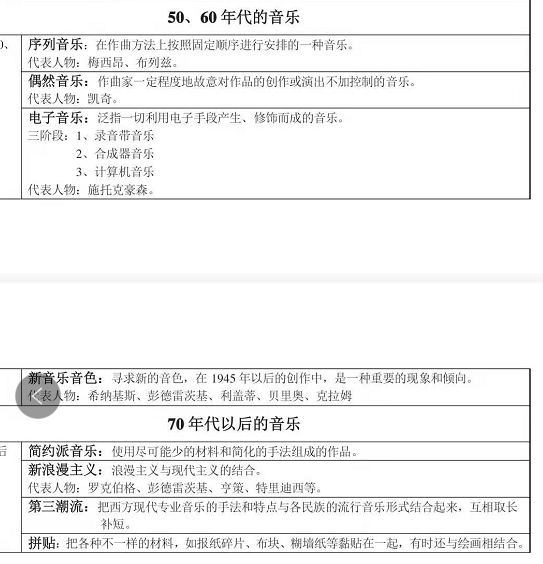 50、60 年代的音乐
序列音乐：在作曲方法上按照固定顺序进行安排的一种音乐。
代表人物：梅西昂、布列兹。
偶然音乐：作曲家一定程度地故意对作品的创作或演出不加控制的音乐。
代表人物：凯奇。
电子音乐：泛指一切利用电子手段产生、修饰而成的音乐。
三阶段：1、录音带音乐
2、合成器音乐
3、计算机音乐
代表人物：施托克豪森。
新音乐音色：寻求新的音色，在 1945 年以后的创作中，是一种重要的现象和倾向。
代表人物：希纳基斯、彭德雷茨基、利盖蒂、贝里奥、克拉姆
70 年代以后的音乐
后
简约派音乐：使用尽可能少的材料和简化的手法组成的作品。
新浪漫主义：浪漫主义与现代主义的结合。
代表人物：罗克伯格、彭德雷茨基、亨策、特里迪西等。
第三潮流：把西方现代专业音乐的手法和特点与各民族的流行音乐形式结合起来，互相取长
补短。
拼贴：把各种不一样的材料，如报纸碎片、布块、糊墙纸等黏贴在一起，有时还与绘画相结合。